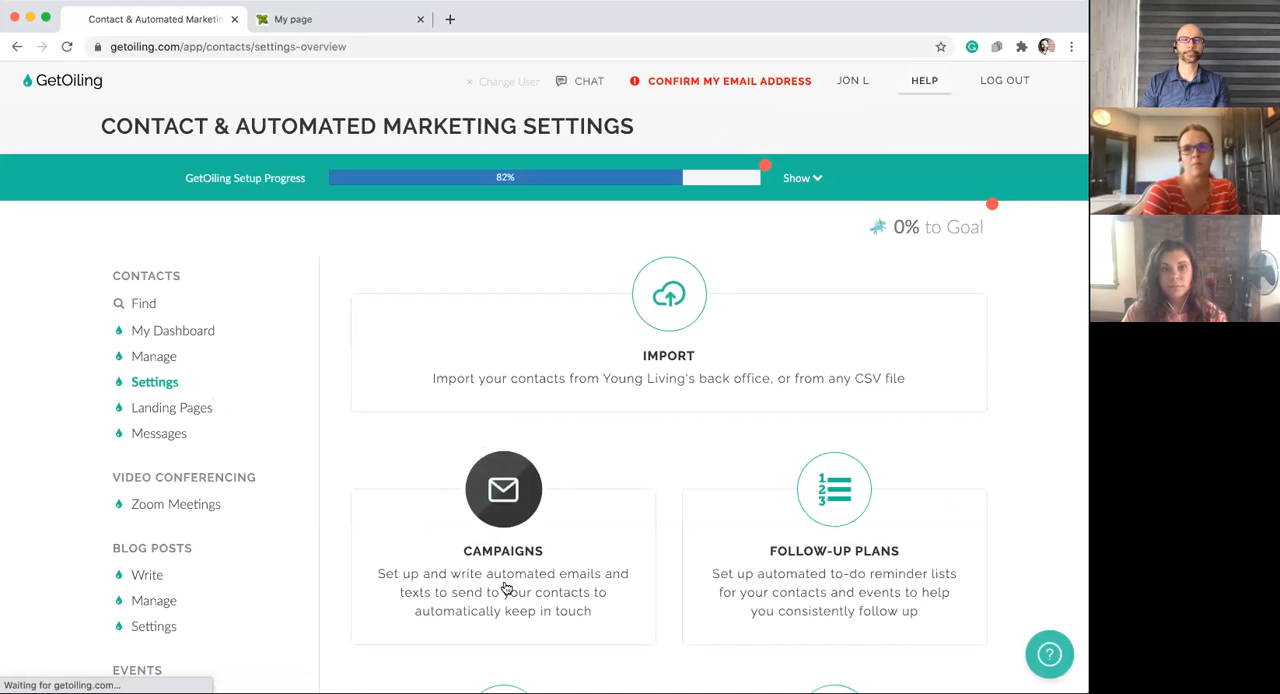 Contact & Automated Marketin
My page
getoiling.com/app/contacts/settings-overview
GetOiling
Change User
CHAT
CONFIRM MY EMAIL ADDRESS
JON L
HELP
LOG OUT
CONTACT & AUTOMATED MARKETING SETTINGS
GetOiling Setup Progress
82%
Show
0% to Goal
CONTACTS
Find
My Dashboard
Manage
Settings
Landing Pages
Messages
VIDEO CONFERENCING
Zoom Meetings
BLOG POSTS
Write
Manage
Settings
EVENTS
IMPORT
Import your contacts from Young Living's back office, or from any CSV file
CAMPAIGNS
Set up and write automated emails and
texts to send to your contacts to
automatically keep in touch
1
2
3
FOLLOW-UP PLANS
Set up automated to-do reminder lists
for your contacts and events to help
you consistently follow up
?
Waiting for getoiling.com...